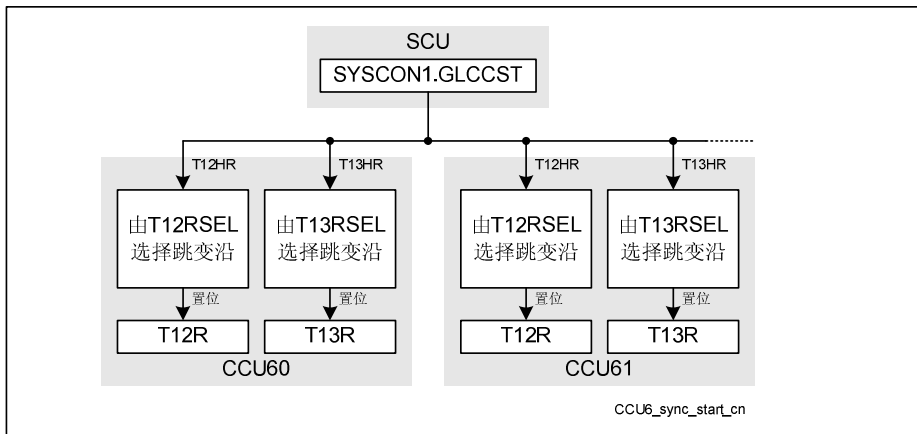 SCU
SYSCON1.GLCCST
T12HR
T13HR
T12HR
T13HR
由T12RSEL
选择跳变沿
由T13RSEL
选择跳变沿
由T12RSEL
选择跳变沿
由T13RSEL
选择跳变沿
置位
置位
置位
置位
T12R
T13R
T12R
T13R
CCU60
CCU61
CCU6_sync_start_cn